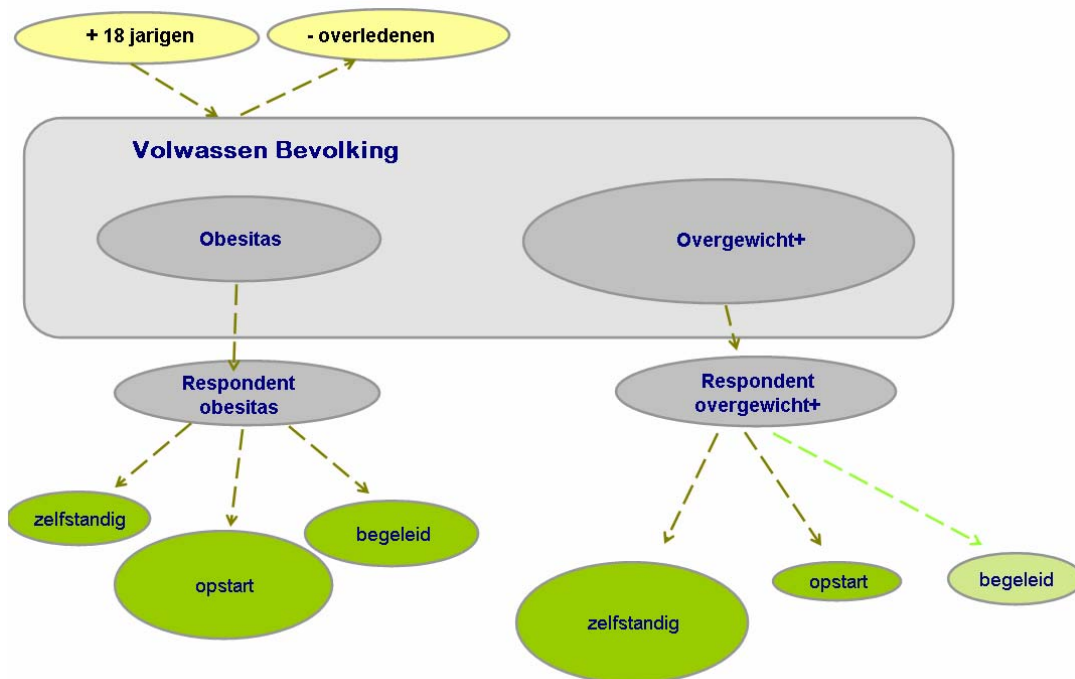 + 18 jarigen
- overledenen
Volwassen Bevolking
Obesitas
Overgewicht+
Respondent
obesitas
Respondent
overgewicht+
zelfstandig
opstart
begeleid
zelfstandig
opstart
begeleid